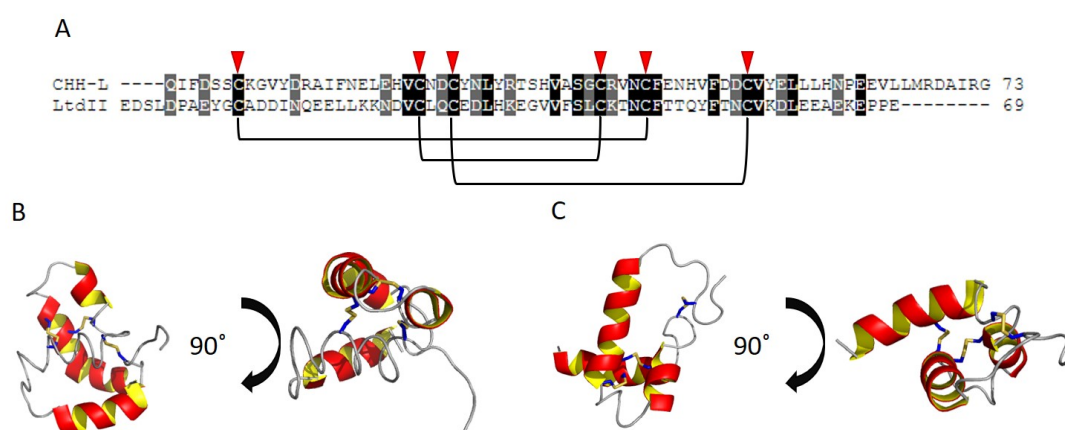 A
CHH-L ----QIFDSSCKGVYDRAIFNELEHVCNDCYNLYRTSHVASGCRVNCFENHVFDDCVYELLLHNPEEVLLMRDAIRG 73
LtdII EDSLDPAEYGCADDINQEELLKKNDVCLQCEDLHKEGVVFSLCKTNCFTTQYFTNCVKDLEEAEKEPPE-------- 69
B
C
90˚
90˚